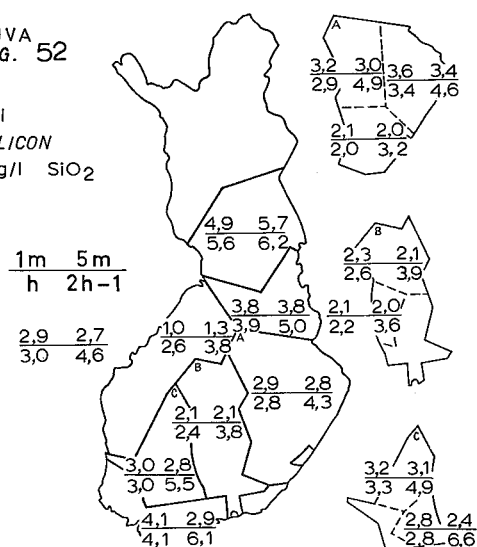 IVA
G. 52
i
LICON
g/l SiO₂
1m 5m
h 2h-1
2,9 2,7
3,0 4,6
4,9 5,7
5,6 6,2
3,8 3,8
3,9 5,0
1,0 1,3
2,6 3,8
A
B
C
2,9 2,8
2,8 4,3
2,1 2,1
2,4 3,8
3,0 2,8
3,0 5,5
4,1 2,9
4,1 6,1
A
3,2 3,0
2,9 4,9
3,6 3,4
3,4 4,6
2,1 2,0
2,0 3,2
B
2,3 2,1
2,6 3,9
2,1 2,0
2,2 3,6
C
3,2 3,1
3,3 4,9
2,8 2,4
2,8 6,6